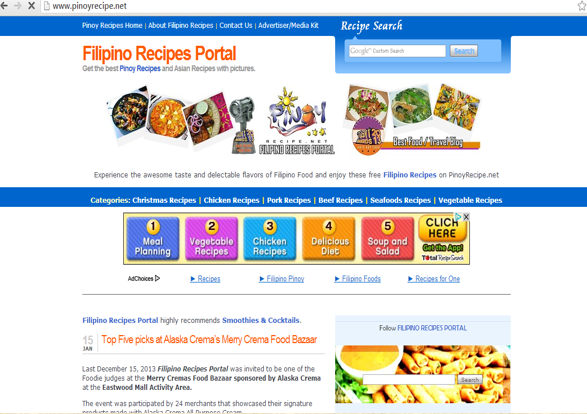 www.pinoyrecipe.net
Pinoy Recipes Home | About Filipino Recipes | Contact Us | Advertiser/Media Kit
Recipe Search
Google™ Custom Search
Search
Filipino Recipes Portal
Get the best Pinoy Recipes and Asian Recipes with pictures.
PINOY
RECIPE.NET
FILIPINO RECIPES PORTAL
Best Food / Travel Blog
Experience the awesome taste and delectable flavors of Filipino Food and enjoy these free Filipino Recipes on PinoyRecipe.net
Categories: Christmas Recipes | Chicken Recipes | Pork Recipes | Beef Recipes | Seafoods Recipes | Vegetable Recipes
1 Meal Planning
2 Vegetable Recipes
3 Chicken Recipes
4 Delicious Diet
5 Soup and Salad
CLICK HERE
Get the App!
Total Recipe Search
AdChoices
Recipes
Filipino Pinoy
Filipino Foods
Recipes for One
Filipino Recipes Portal highly recommends Smoothies & Cocktails.
15 JAN
Top Five picks at Alaska Crema's Merry Crema Food Bazaar
Last December 15, 2013 Filipino Recipes Portal was invited to be one of the
Foodie judges at the Merry Cremas Food Bazaar sponsored by Alaska Crema
at the Eastwood Mall Activity Area.
The event was participated by 24 merchants that showcased their signature
products made with Alaska Crema All-Purpose Cream.
Follow FILIPINO RECIPES PORTAL
Search